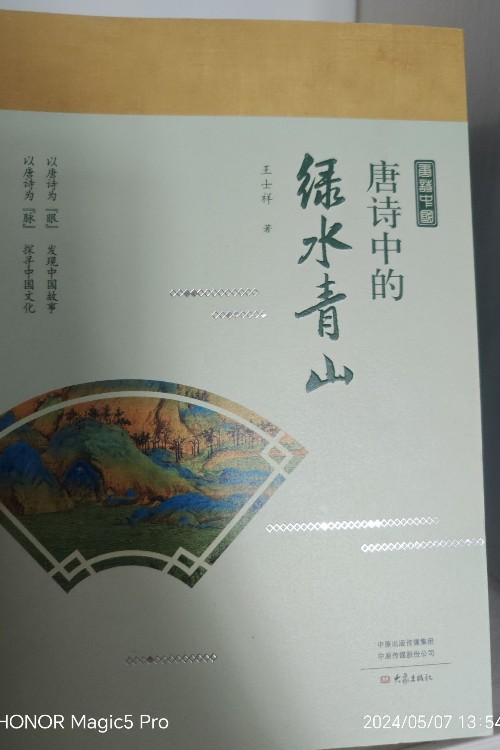 唐诗中国
唐诗中的
绿水青山
王士祥 著
以唐诗为『眼』 发现中国故事
以唐诗为『脉』 探寻中国文化
中原出版传媒集团
中原传媒股份公司
大象出版社
HONOR Magic5 Pro
2024/05/07 13:54